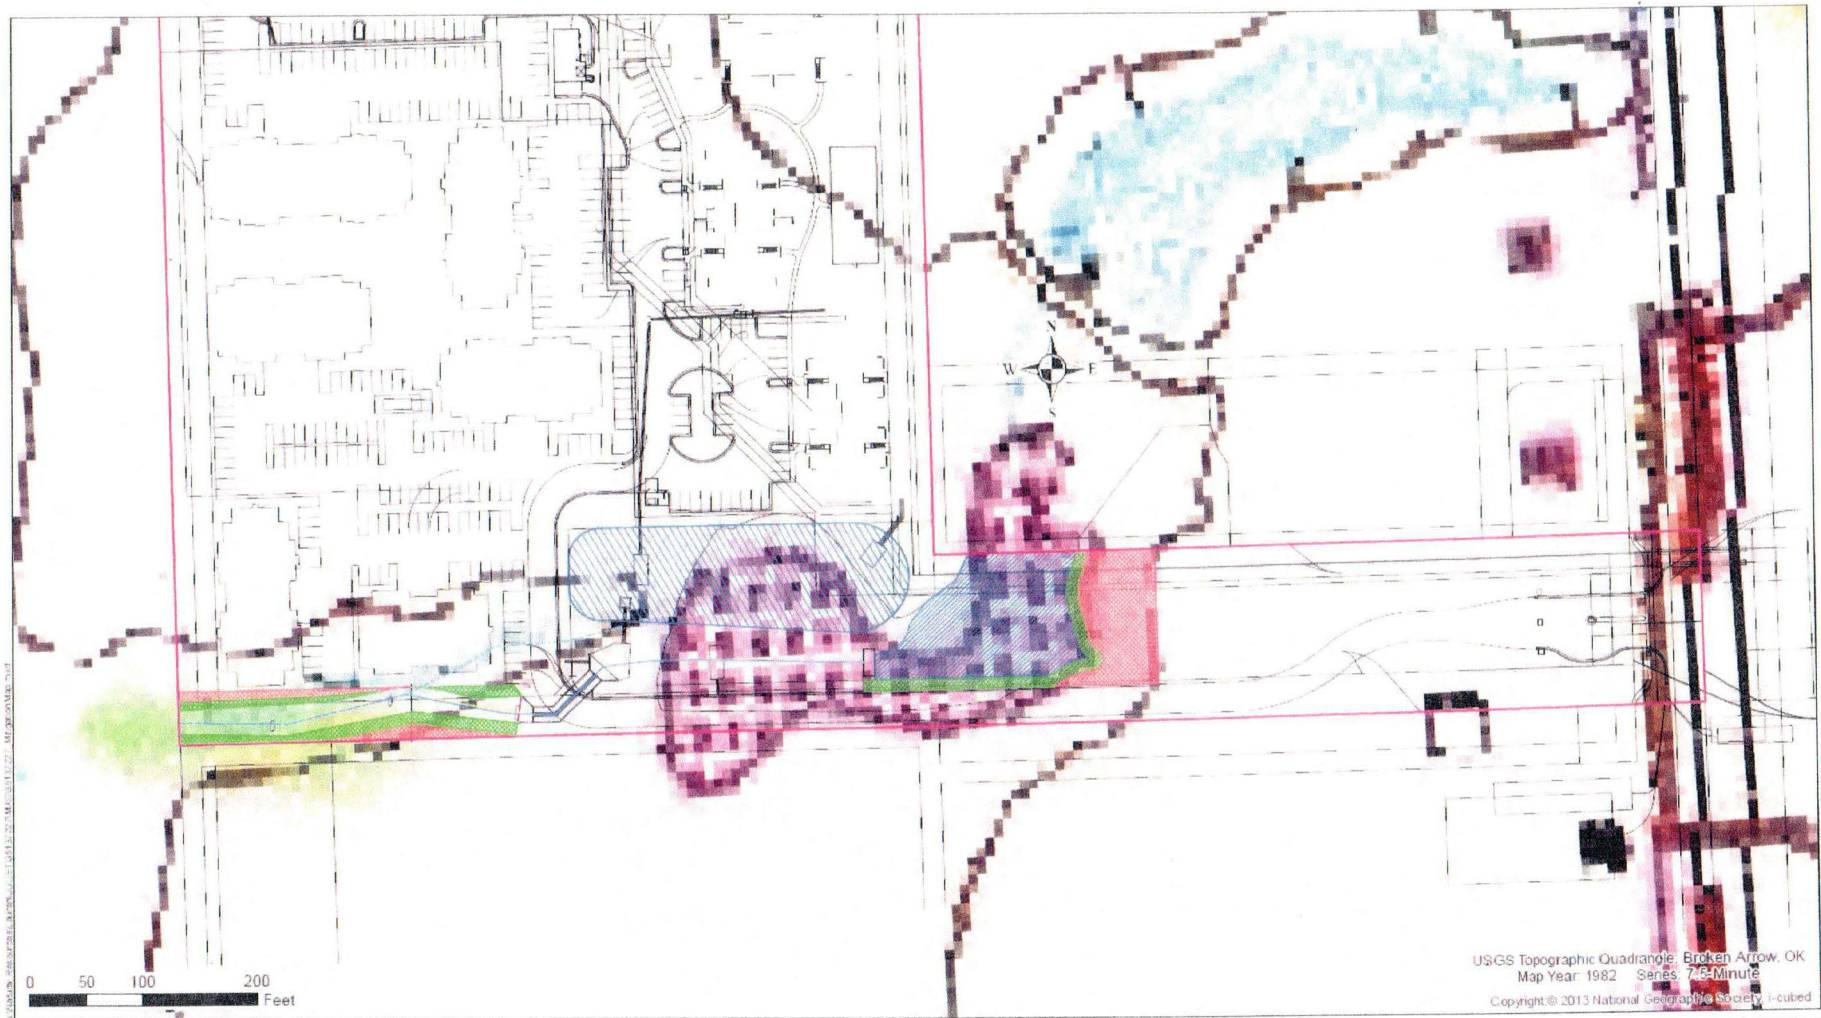 N
W E
S
0 50 100 200
Feet
USGS Topographic Quadrangle: Broken Arrow, OK
Map Year: 1982 Series: 7.5-Minute
Copyright:© 2013 National Geographic Society, i-cubed